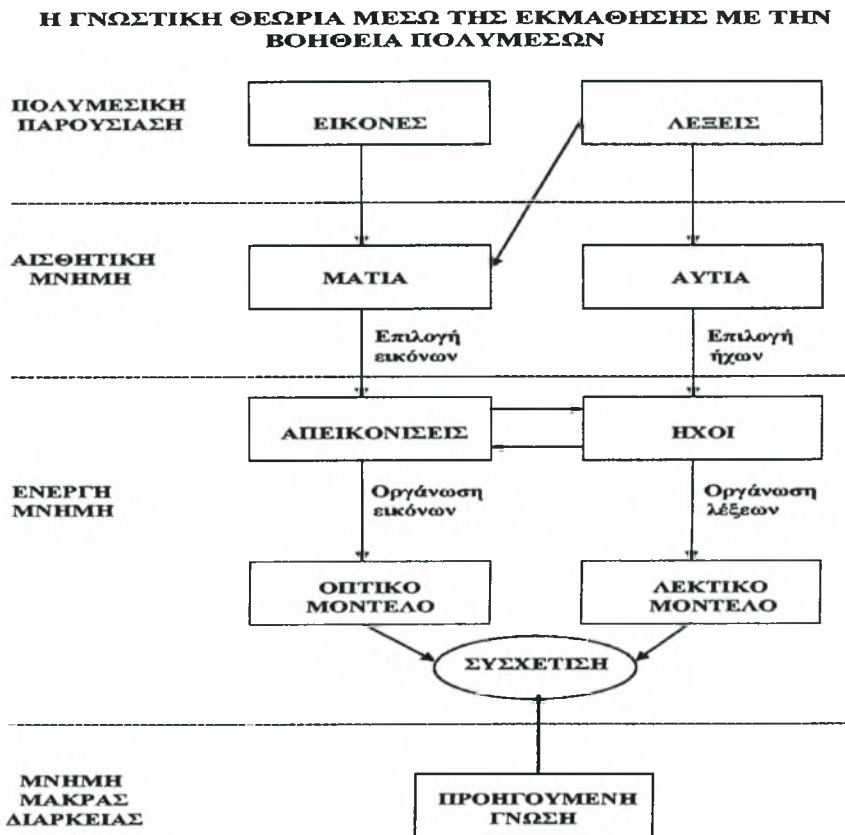 Η ΓΝΩΣΤΙΚΗ ΘΕΩΡΙΑ ΜΕΣΩ ΤΗΣ ΕΚΜΑΘΗΣΗΣ ΜΕ ΤΗΝ
ΒΟΗΘΕΙΑ ΠΟΛΥΜΕΣΩΝ
ΠΟΛΥΜΕΣΙΚΗ
ΠΑΡΟΥΣΙΑΣΗ
ΕΙΚΟΝΕΣ
ΛΕΞΕΙΣ
ΑΙΣΘΗΤΙΚΗ
ΜΝΗΜΗ
ΜΑΤΙΑ
ΑΥΤΙΑ
Επιλογή
εικόνων
Επιλογή
ήχων
ΑΠΕΙΚΟΝΙΣΕΙΣ
ΗΧΟΙ
ΕΝΕΡΓΗ
ΜΝΗΜΗ
Οργάνωση
εικόνων
Οργάνωση
λέξεων
ΟΠΤΙΚΟ
ΜΟΝΤΕΛΟ
ΛΕΚΤΙΚΟ
ΜΟΝΤΕΛΟ
ΣΥΣΧΕΤΙΣΗ
ΜΝΗΜΗ
ΜΑΚΡΑΣ
ΔΙΑΡΚΕΙΑΣ
ΠΡΟΗΓΟΥΜΕΝΗ
ΓΝΩΣΗ